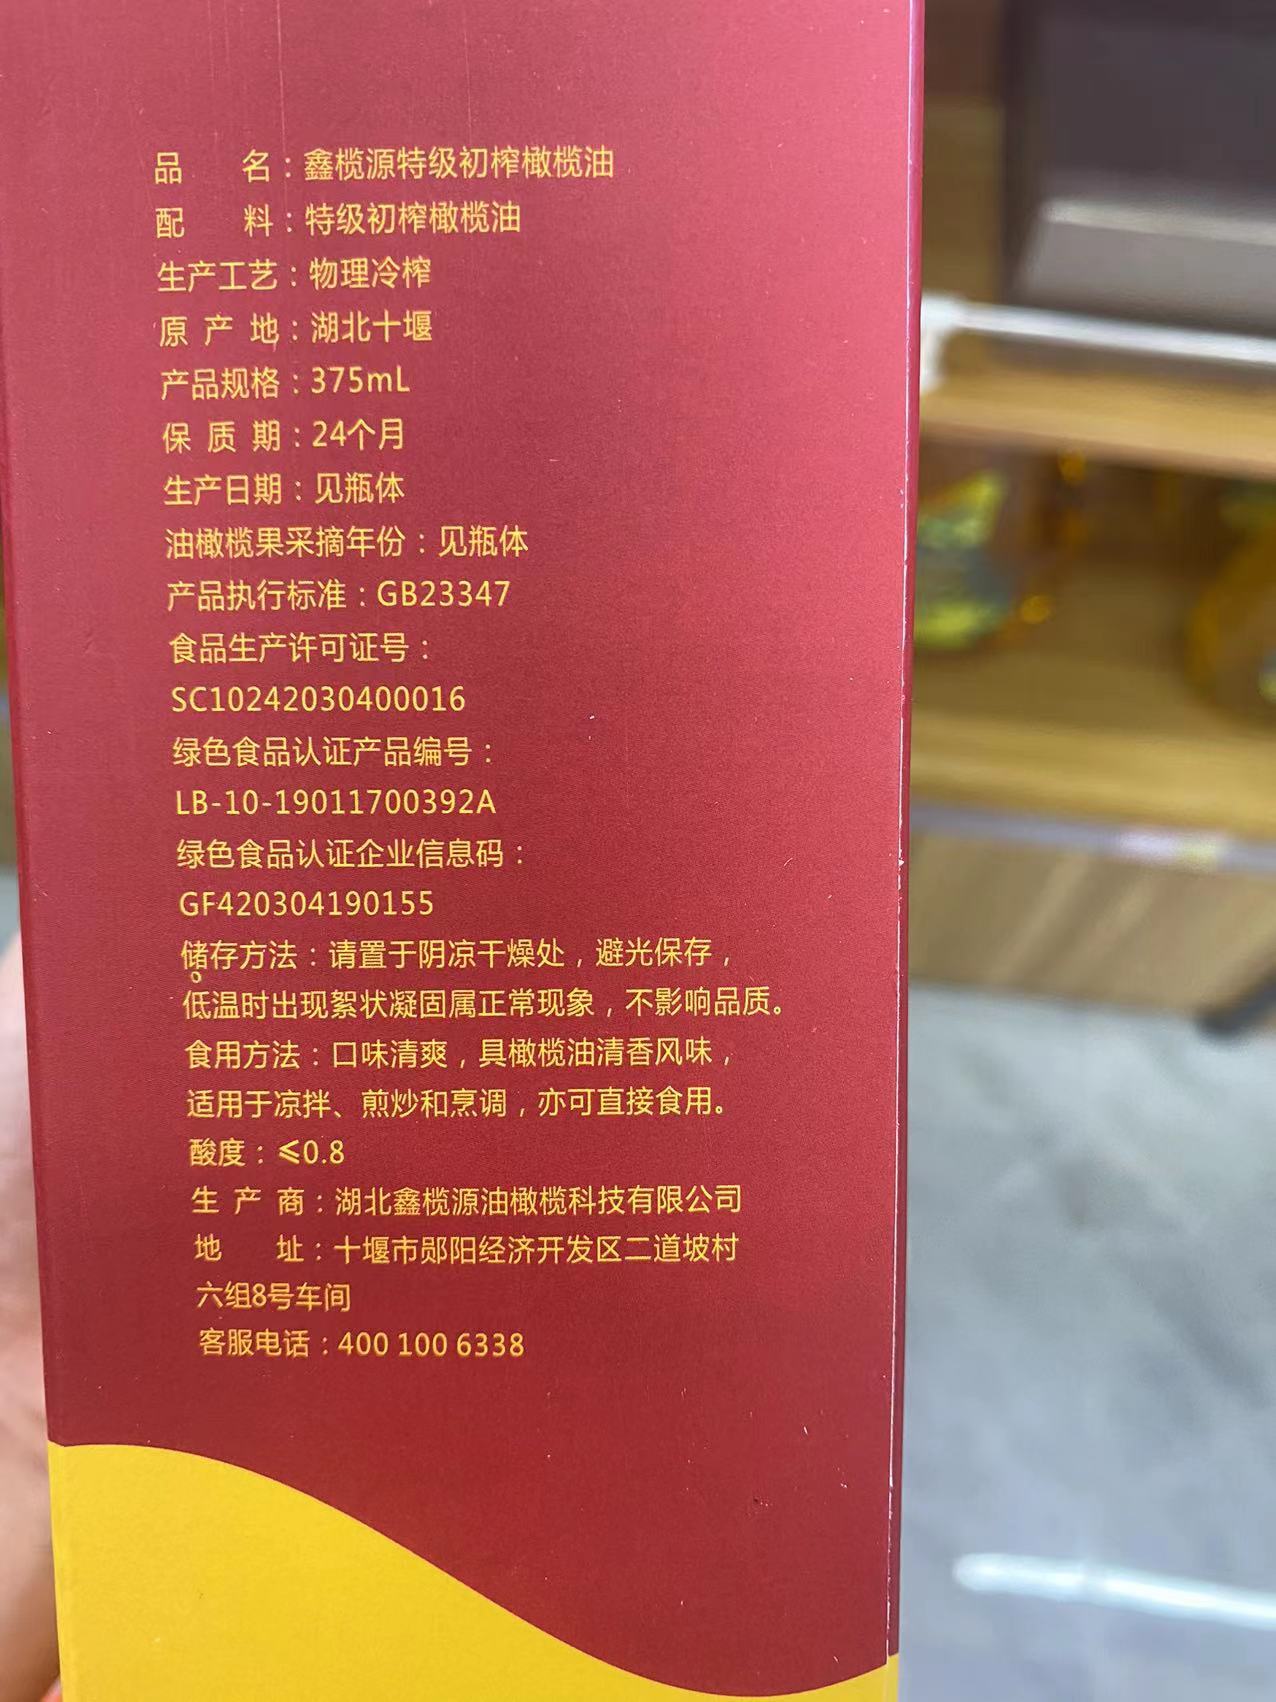 品名：鑫榄源特级初榨橄榄油
配料：特级初榨橄榄油
生产工艺：物理冷榨
原产地：湖北十堰
产品规格：375mL
保质期：24个月
生产日期：见瓶体
油橄榄果采摘年份：见瓶体
产品执行标准：GB23347
食品生产许可证号：
SC10242030400016
绿色食品认证产品编号：
LB-10-19011700392A
绿色食品认证企业信息码：
GF420304190155
储存方法：请置于阴凉干燥处，避光保存，
低温时出现絮状凝固属正常现象，不影响品质。
食用方法：口味清爽，具橄榄油清香风味，
适用于凉拌、煎炒和烹调，亦可直接食用。
酸度：≤0.8
生产商：湖北鑫榄源油橄榄科技有限公司
地址：十堰市郧阳经济开发区二道坡村
六组8号车间
客服电话：400 100 6338